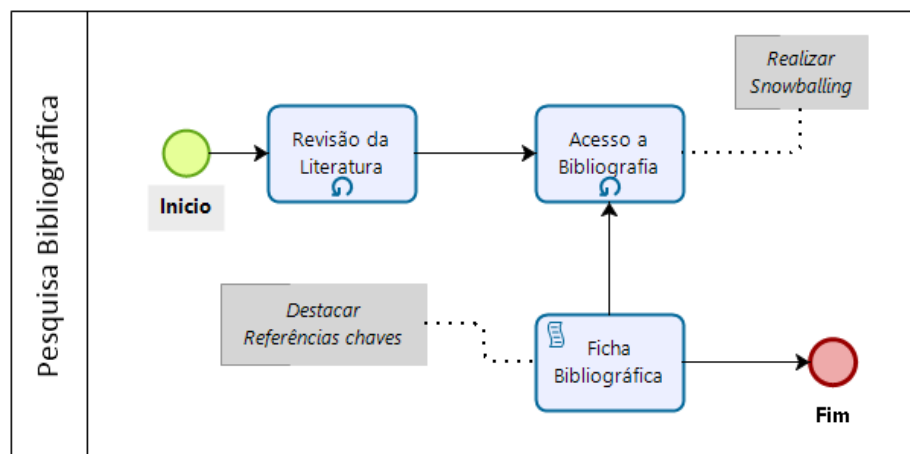 Pesquisa Bibliográfica
Inicio
Revisão da
Literatura
Acesso a
Bibliografia
Realizar
Snowballing
Destacar
Referências chaves
Ficha
Bibliográfica
Fim